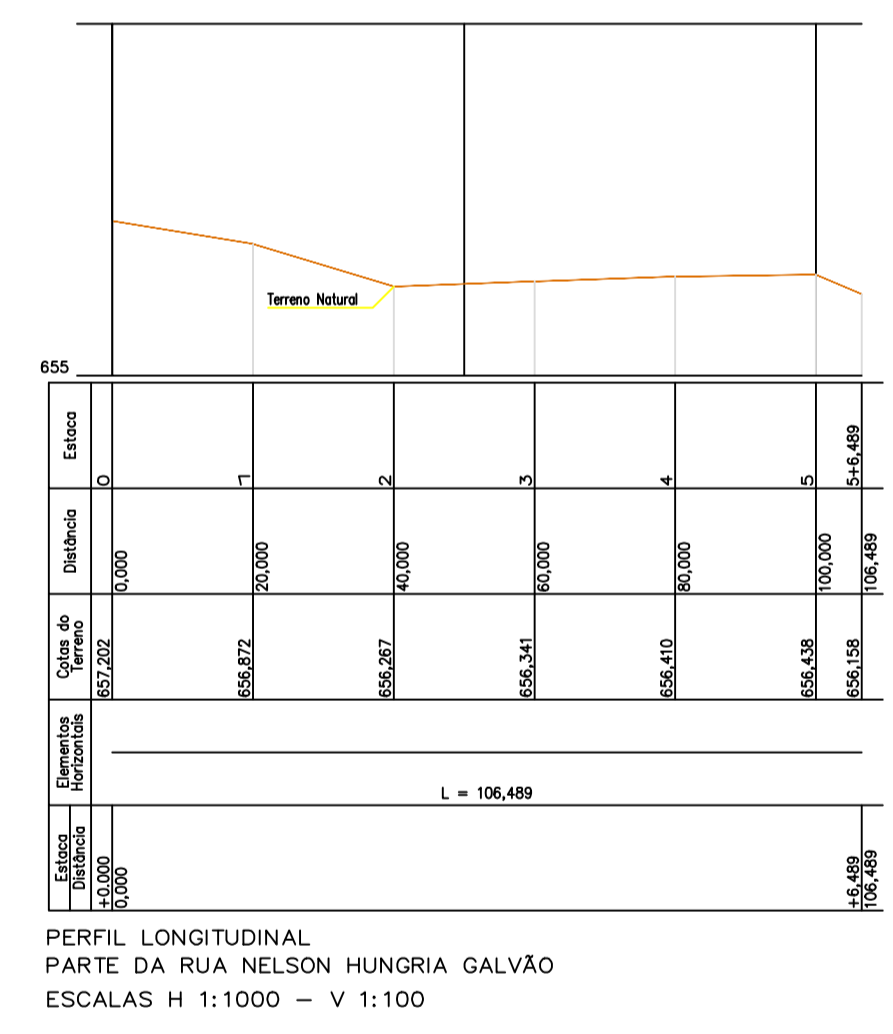 Terreno Natural
655
Estaca
0
1
2
3
4
5
5+6,489
Distância
0,000
20,000
40,000
60,000
80,000
100,000
106,489
Cotas do
Terreno
657,202
656,872
656,267
656,341
656,410
656,438
656,158
Elementos
Horizontais
L = 106,489
Estaca
Distância
+0.000
0,000
+6,489
106,489
PERFIL LONGITUDINAL
PARTE DA RUA NELSON HUNGRIA GALVÃO
ESCALAS H 1:1000 – V 1:100